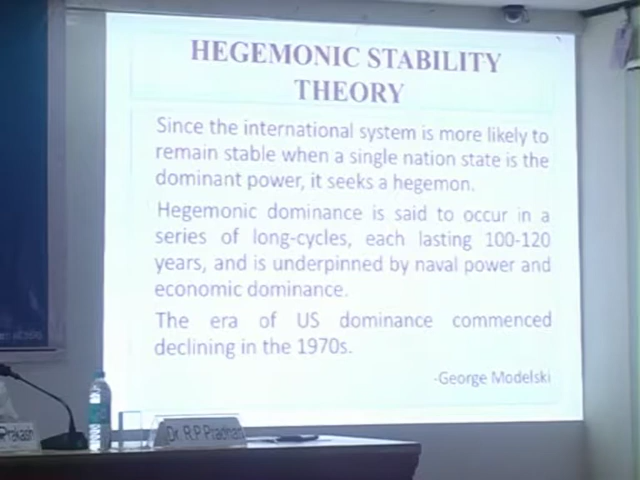 HEGEMONIC STABILITY
THEORY
Since the international system is more likely to
remain stable when a single nation state is the
dominant power, it seeks a hegemon.
Hegemonic dominance is said to occur in a
series of long-cycles, each lasting 100-120
years, and is underpinned by naval power and
economic dominance.
The era of US dominance commenced
declining in the 1970s.
-George Modelski
Prakash
Dr. R.P. Pradhan